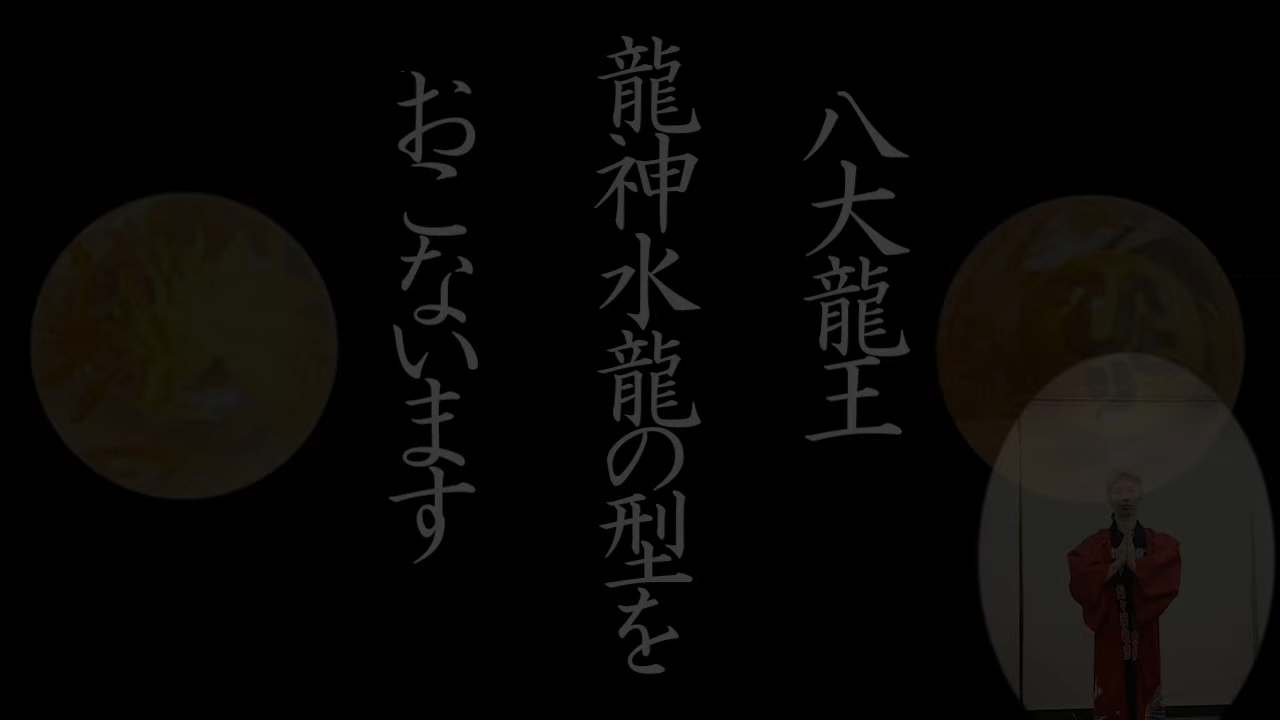 八大龍王
龍神水龍の型を
おこないます